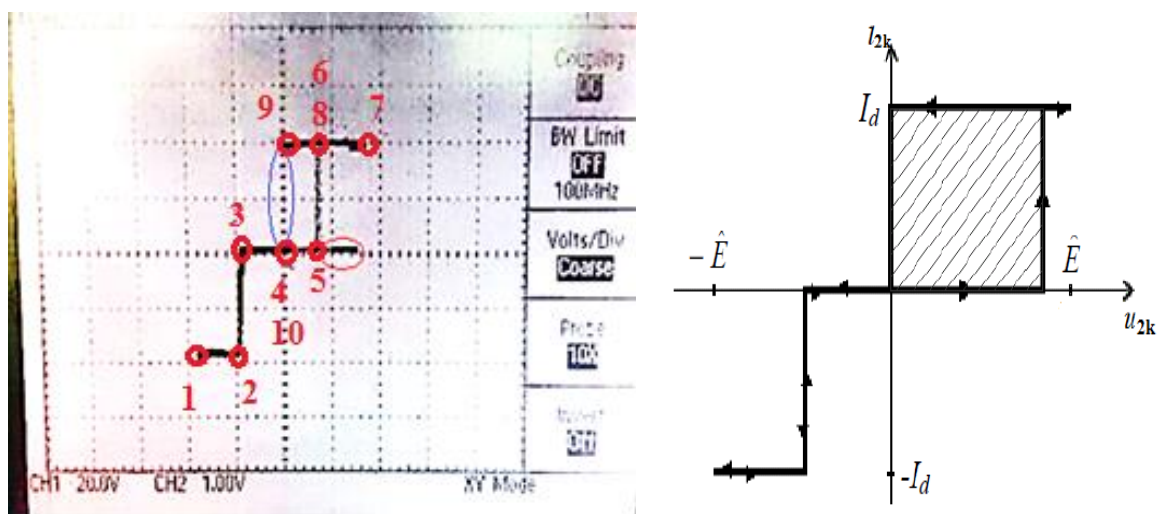 Coupling
DC
BW Limit
OFF
100MHz
Volts/Div
Coarse
Probe
10X
Invert
Off
6
9
8
7
3
4
5
10
1
2
CH1 20.0V CH2 1.00V XY Mode
i2k
Id
-Ê
Ê
u2k
-Id